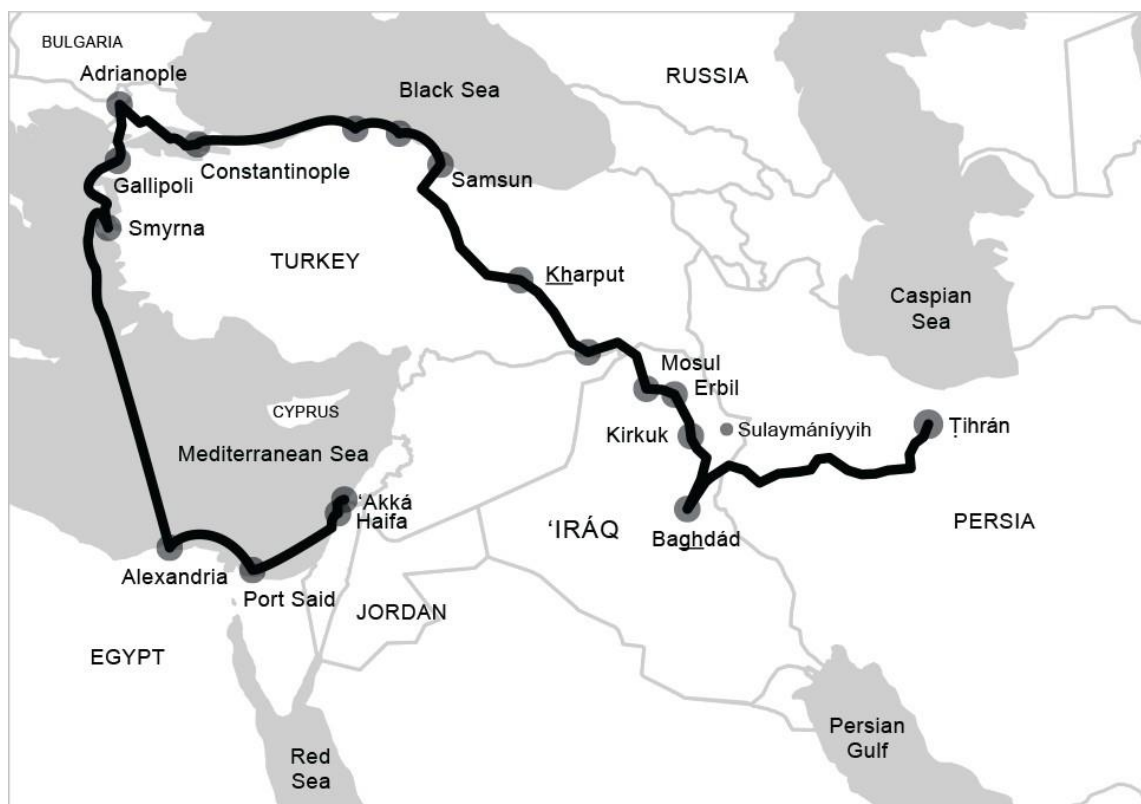 BULGARIA
Adrianople
RUSSIA
Black Sea
Constantinople
Gallipoli
Samsun
Smyrna
TURKEY
Kharput
Caspian
Sea
Mosul
Erbil
CYPRUS
Kirkuk
Sulaymáníyyih
Ṭihrán
Mediterranean Sea
‘Akká
Haifa
‘IRÁQ
PERSIA
Baghdád
Alexandria
Port Said
JORDAN
EGYPT
Persian
Gulf
Red
Sea